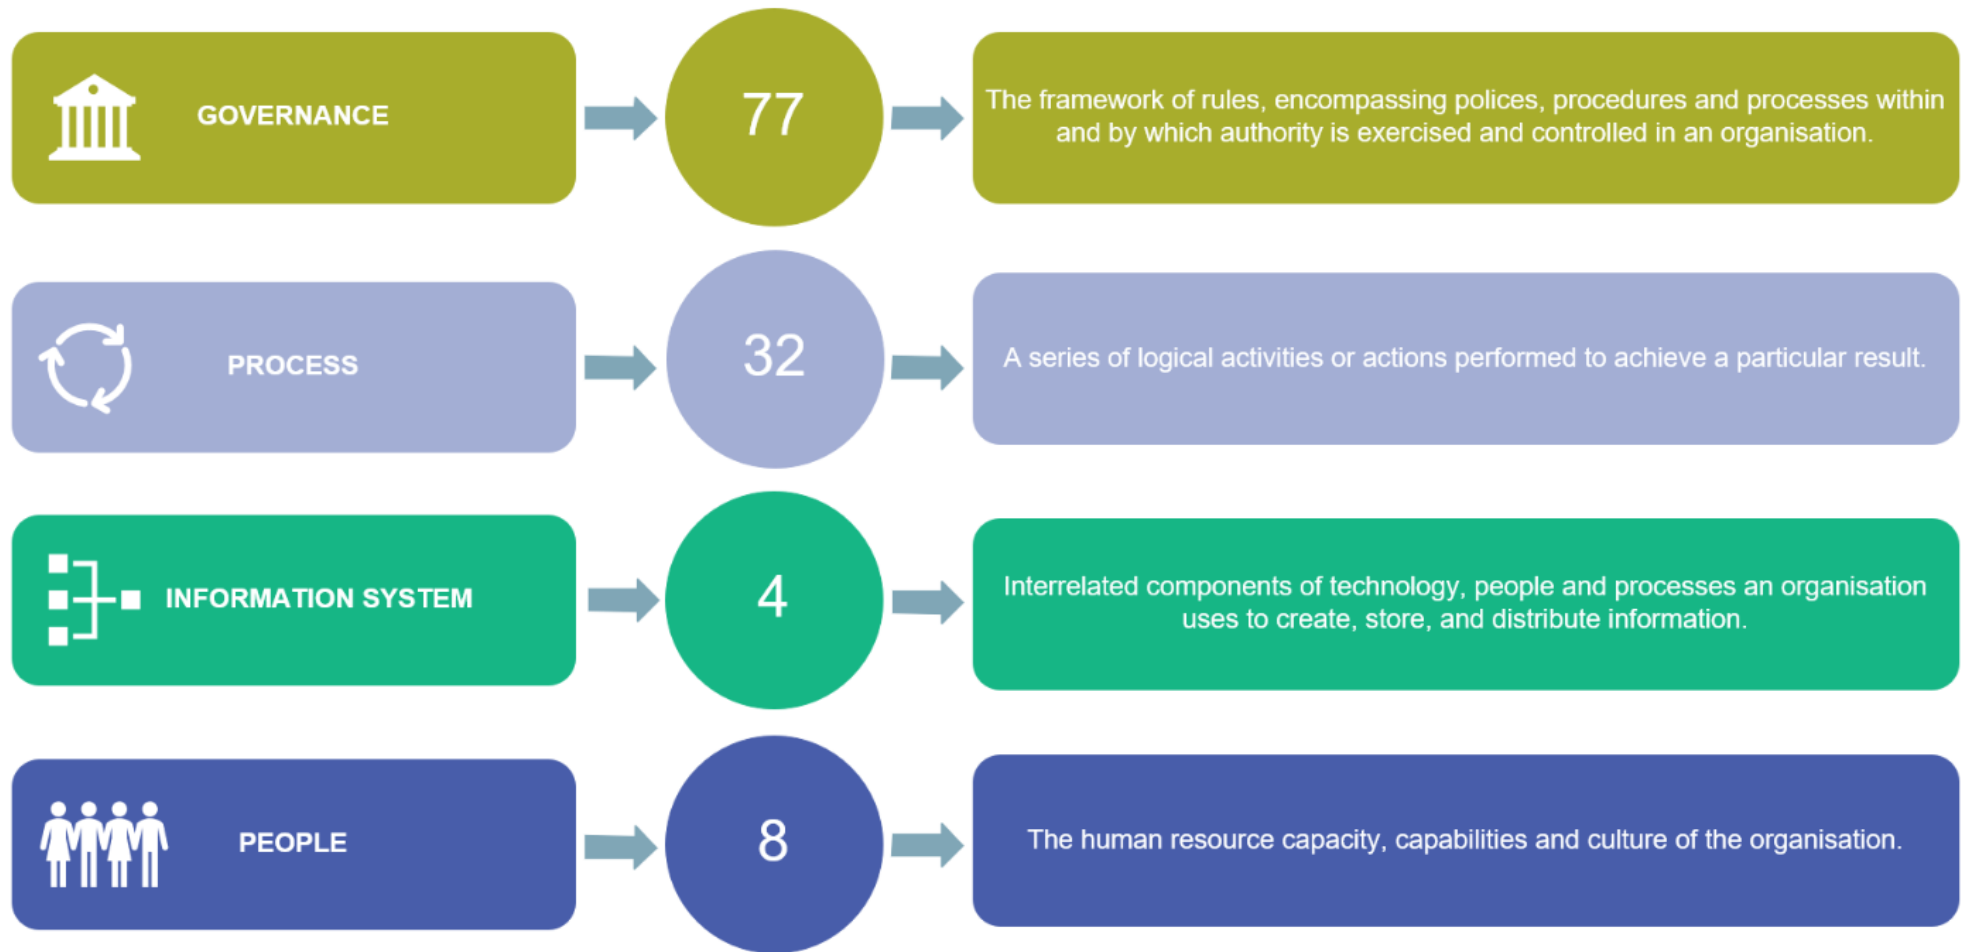 GOVERNANCE
77
The framework of rules, encompassing polices, procedures and processes within
and by which authority is exercised and controlled in an organisation.
PROCESS
32
A series of logical activities or actions performed to achieve a particular result.
INFORMATION SYSTEM
4
Interrelated components of technology, people and processes an organisation
uses to create, store, and distribute information.
PEOPLE
8
The human resource capacity, capabilities and culture of the organisation.